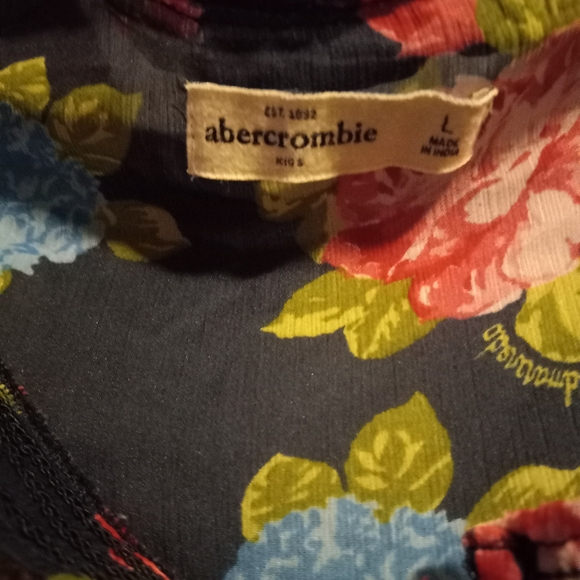 EST. 1892
abercrombie
KIDS
L
MADE
IN INDIA